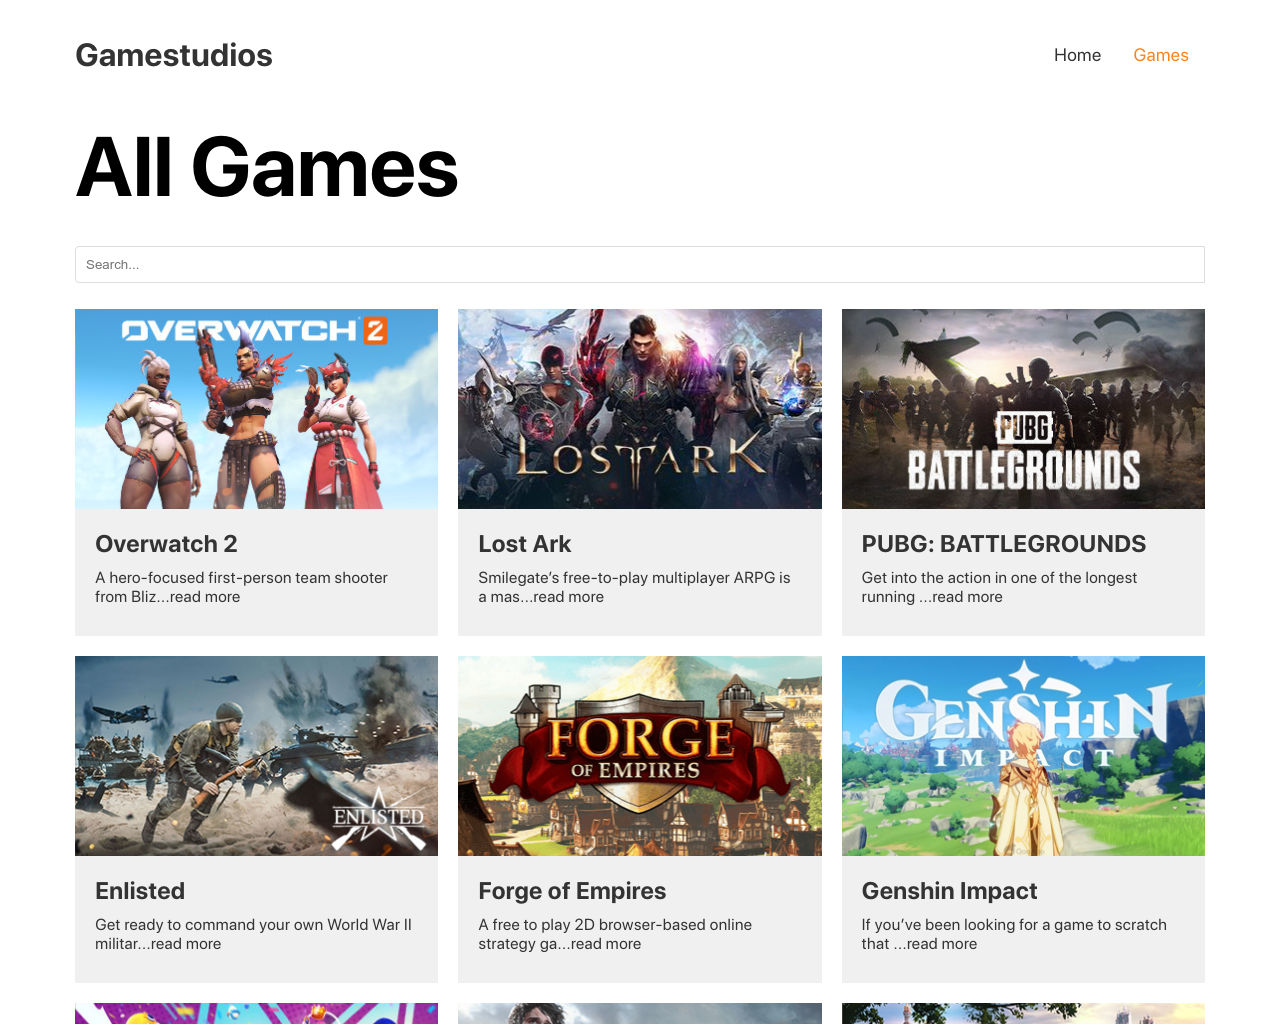 Gamestudios
Home
Games
All Games
Search...
OVERWATCH 2
LOST ARK
PUBG
BATTLEGROUNDS
Overwatch 2
A hero-focused first-person team shooter
from Bliz...read more
Lost Ark
Smilegate’s free-to-play multiplayer ARPG is
a mas...read more
PUBG: BATTLEGROUNDS
Get into the action in one of the longest
running ...read more
ENLISTED
FORGE
OF EMPIRES
GENSHIN
IMPACT
Enlisted
Get ready to command your own World War II
militar...read more
Forge of Empires
A free to play 2D browser-based online
strategy ga...read more
Genshin Impact
If you’ve been looking for a game to scratch
that ...read more